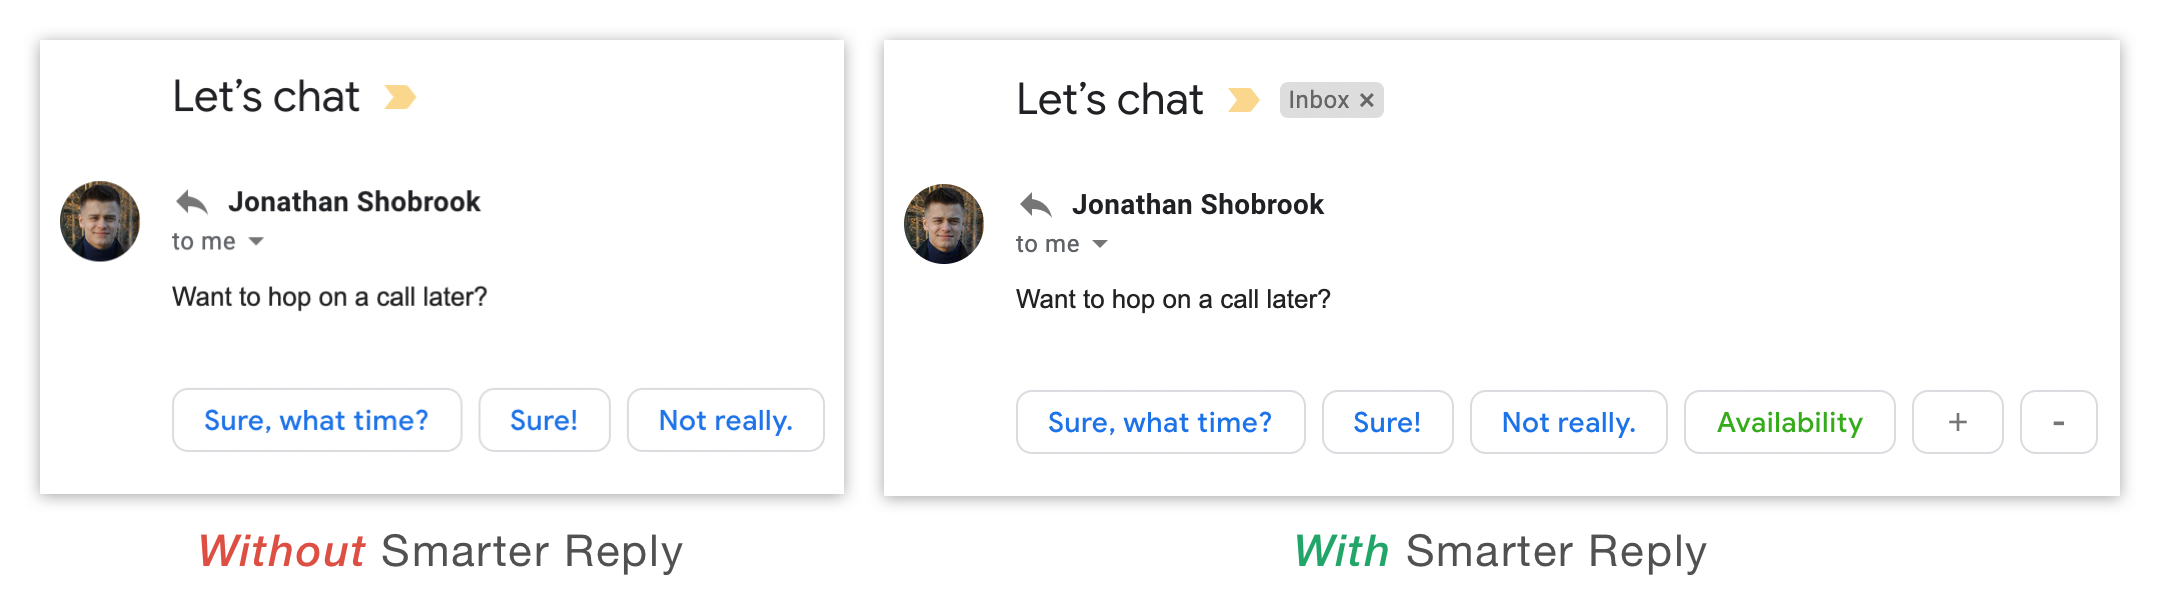 Let's chat
Jonathan Shobrook
to me
Want to hop on a call later?
Sure, what time? Sure! Not really.
Without Smarter Reply
Let's chat Inbox ×
Jonathan Shobrook
to me
Want to hop on a call later?
Sure, what time? Sure! Not really. Availability + -
With Smarter Reply